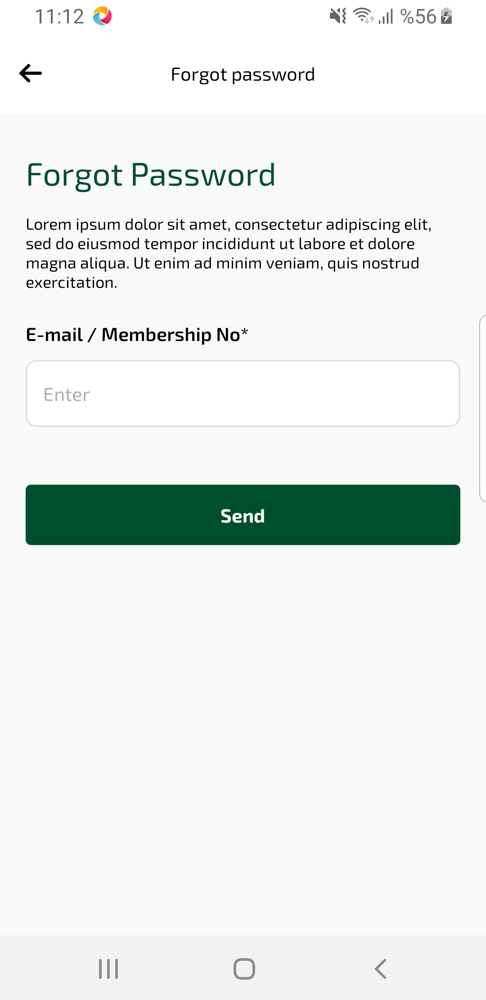 11:12
%56
Forgot password
Forgot Password
Lorem ipsum dolor sit amet, consectetur adipiscing elit,
sed do eiusmod tempor incididunt ut labore et dolore
magna aliqua. Ut enim ad minim veniam, quis nostrud
exercitation.
E-mail / Membership No*
Enter
Send